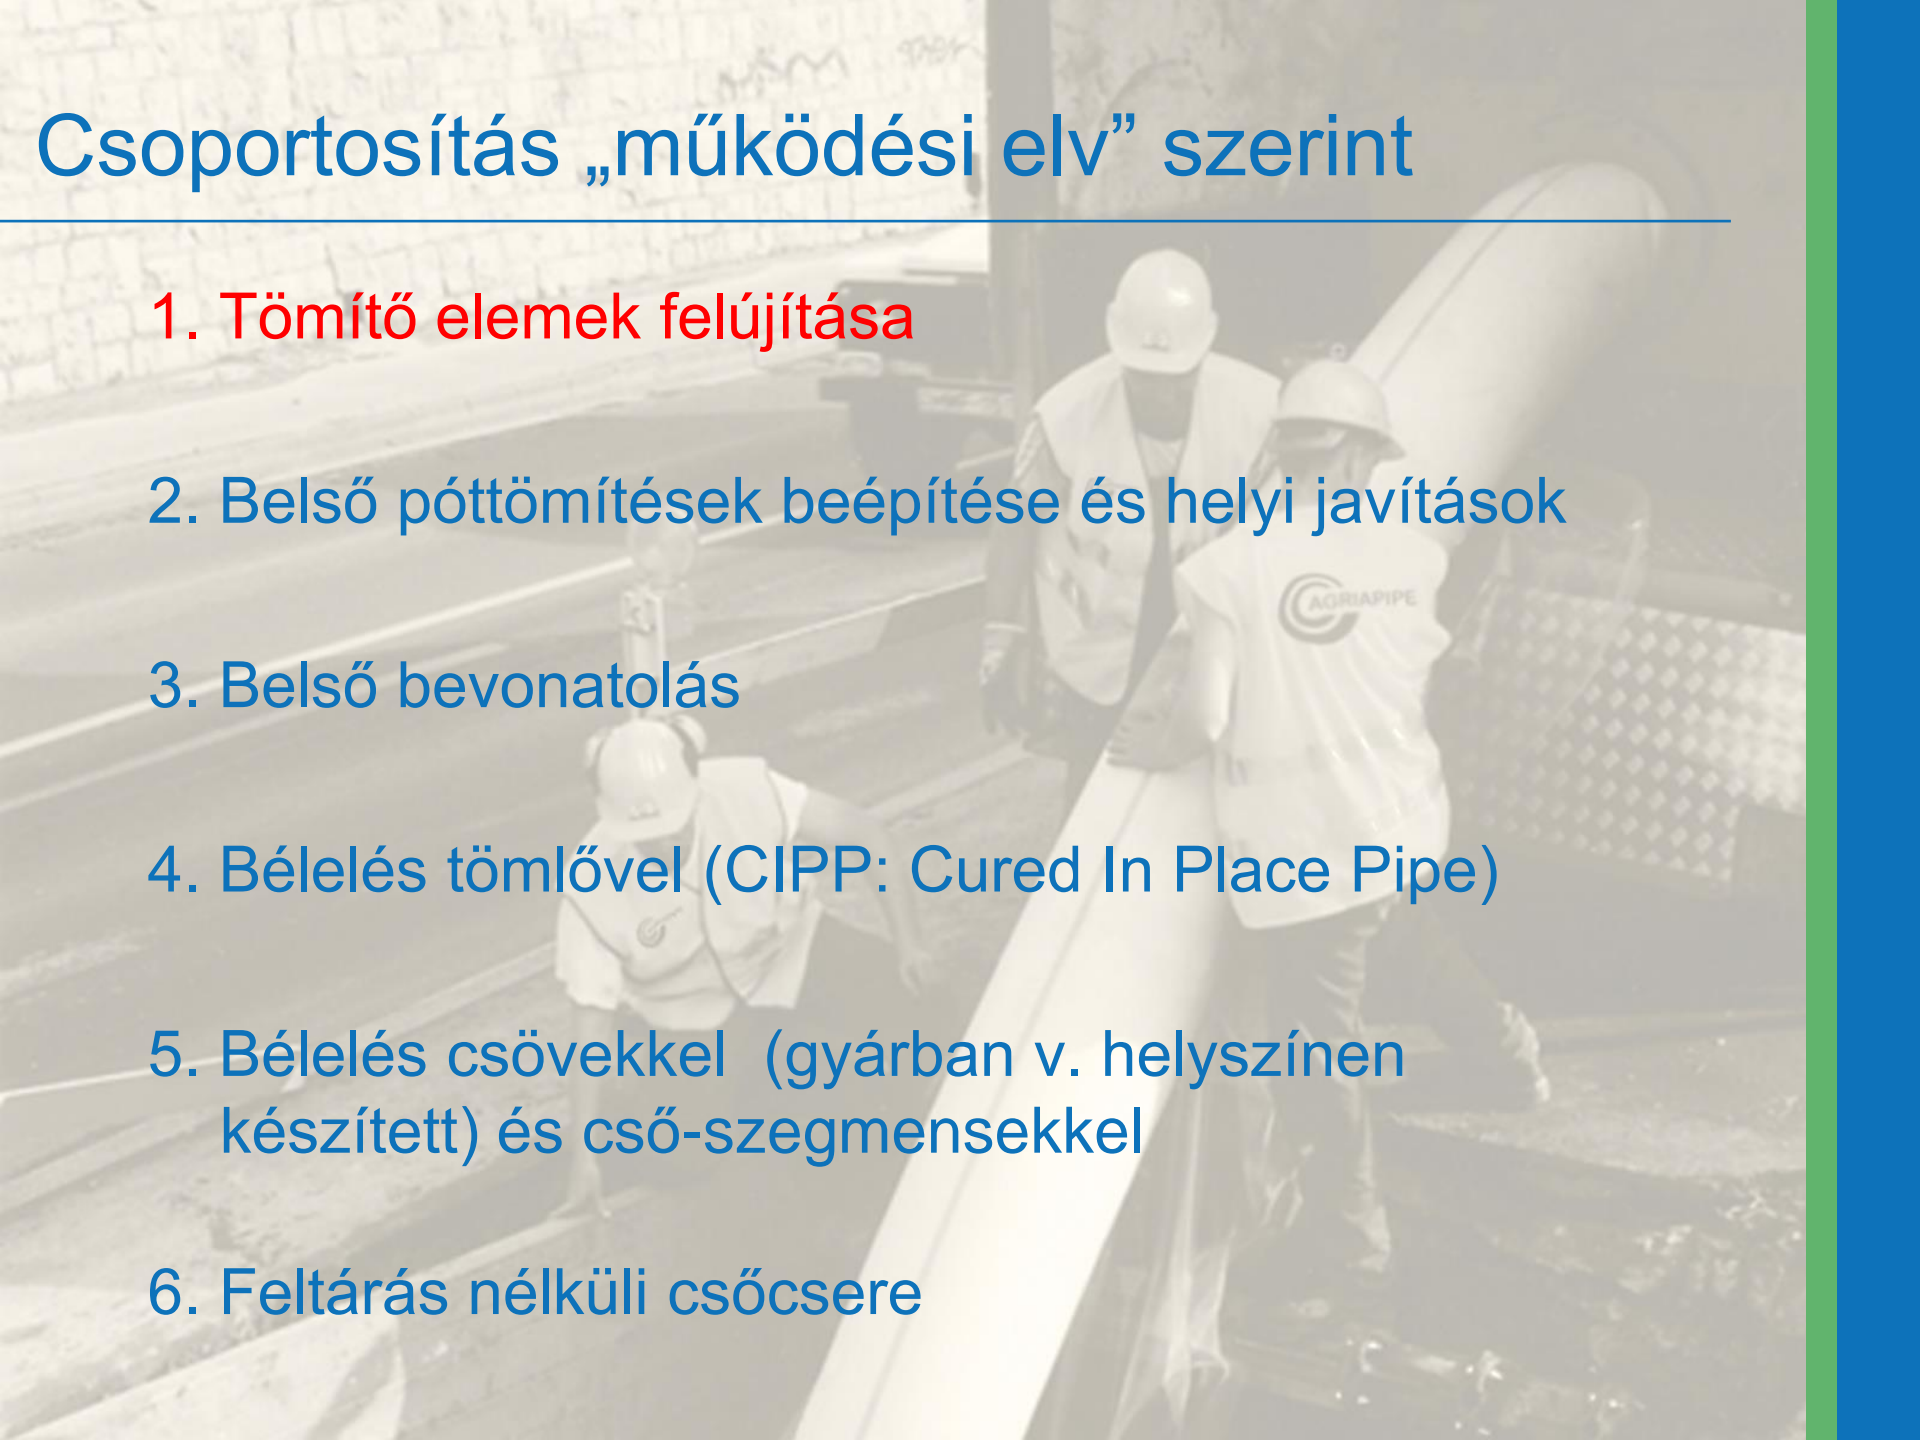 Csoportosítás „működési elv” szerint
1. Tömítő elemek felújítása
2. Belső póttömítések beépítése és helyi javítások
AGRIAPIPE
3. Belső bevonatolás
4. Bélelés tömlővel (CIPP: Cured In Place Pipe)
5. Bélelés csövekkel  (gyárban v. helyszínen
készített) és cső-szegmensekkel
6. Feltárás nélküli csőcsere